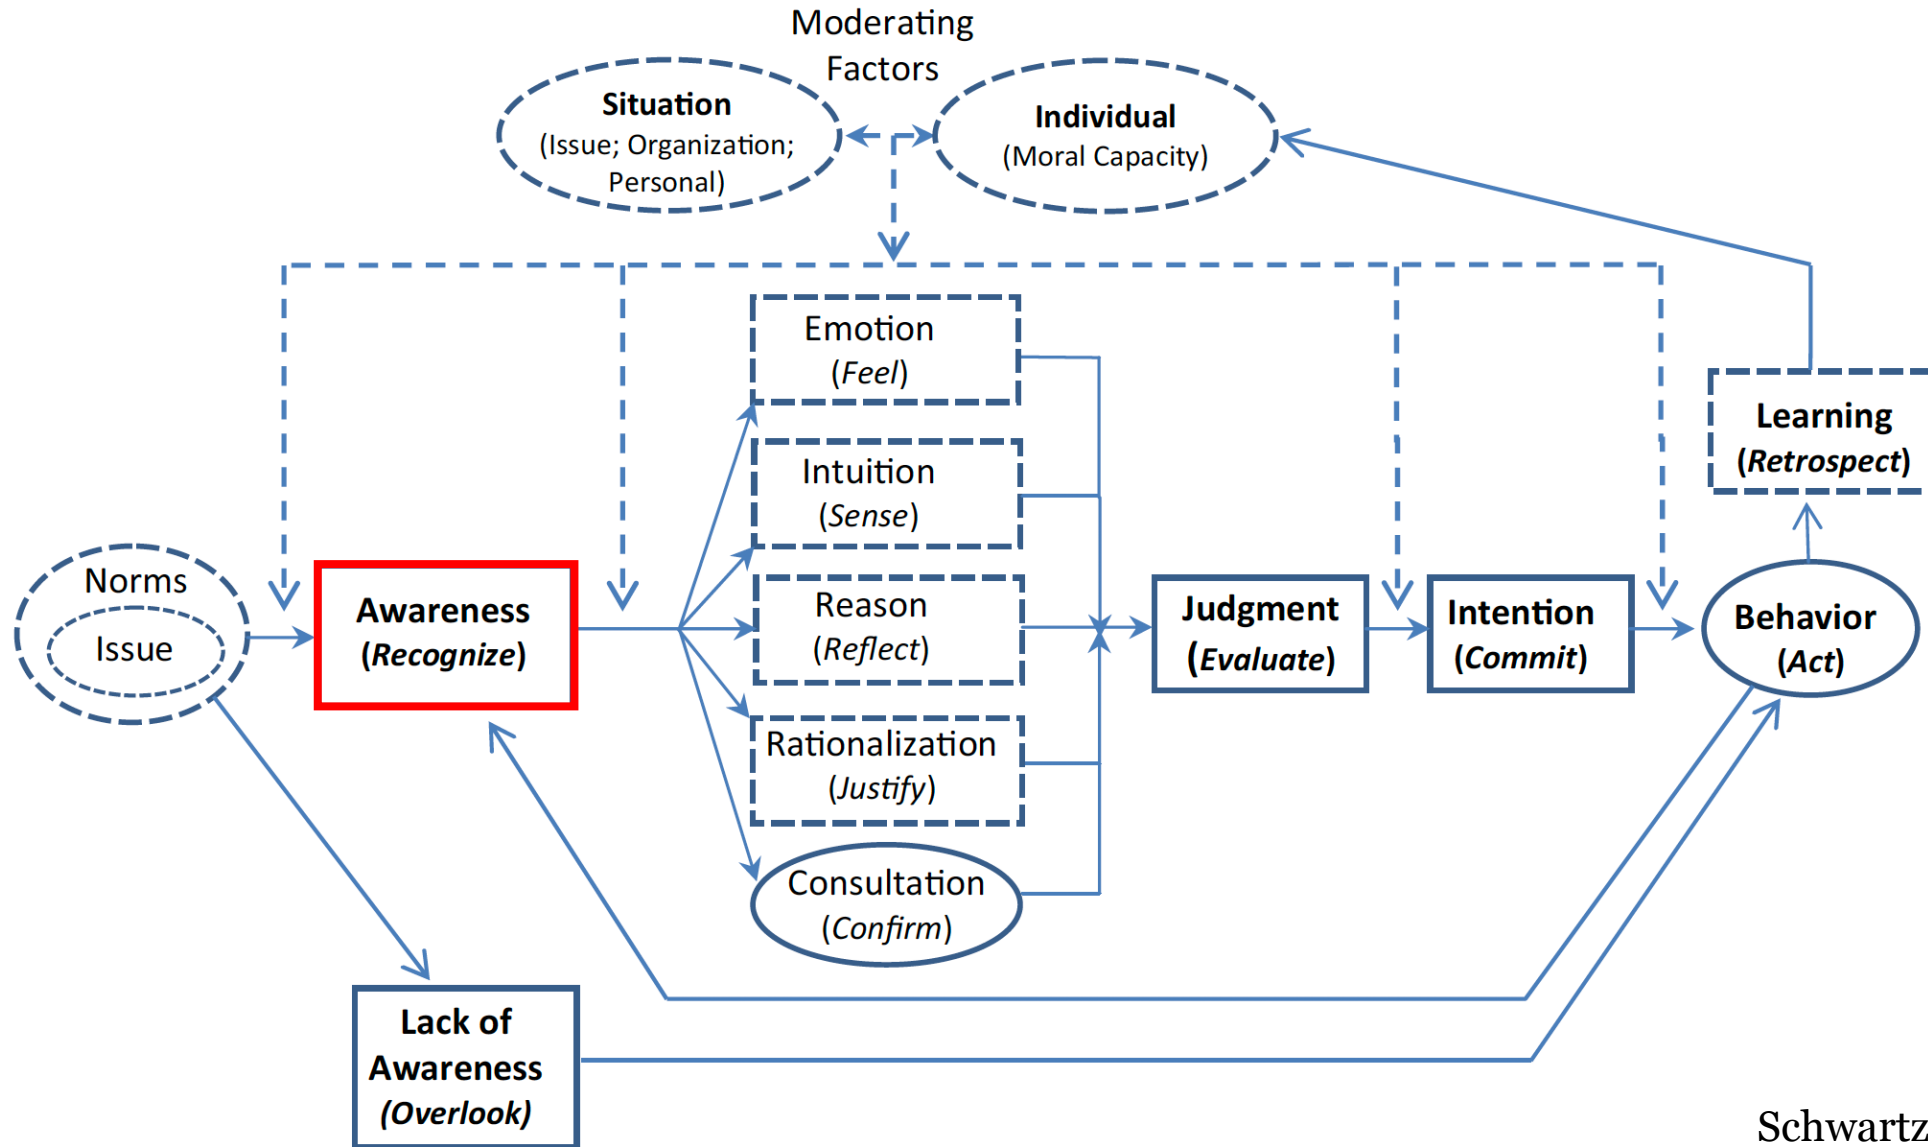 Moderating
Factors
Situation
(Issue; Organization;
Personal)
Individual
(Moral Capacity)
Emotion
(Feel)
Intuition
(Sense)
Reason
(Reflect)
Rationalization
(Justify)
Consultation
(Confirm)
Norms
Issue
Awareness
(Recognize)
Judgment
(Evaluate)
Intention
(Commit)
Behavior
(Act)
Learning
(Retrospect)
Lack of
Awareness
(Overlook)
Schwartz